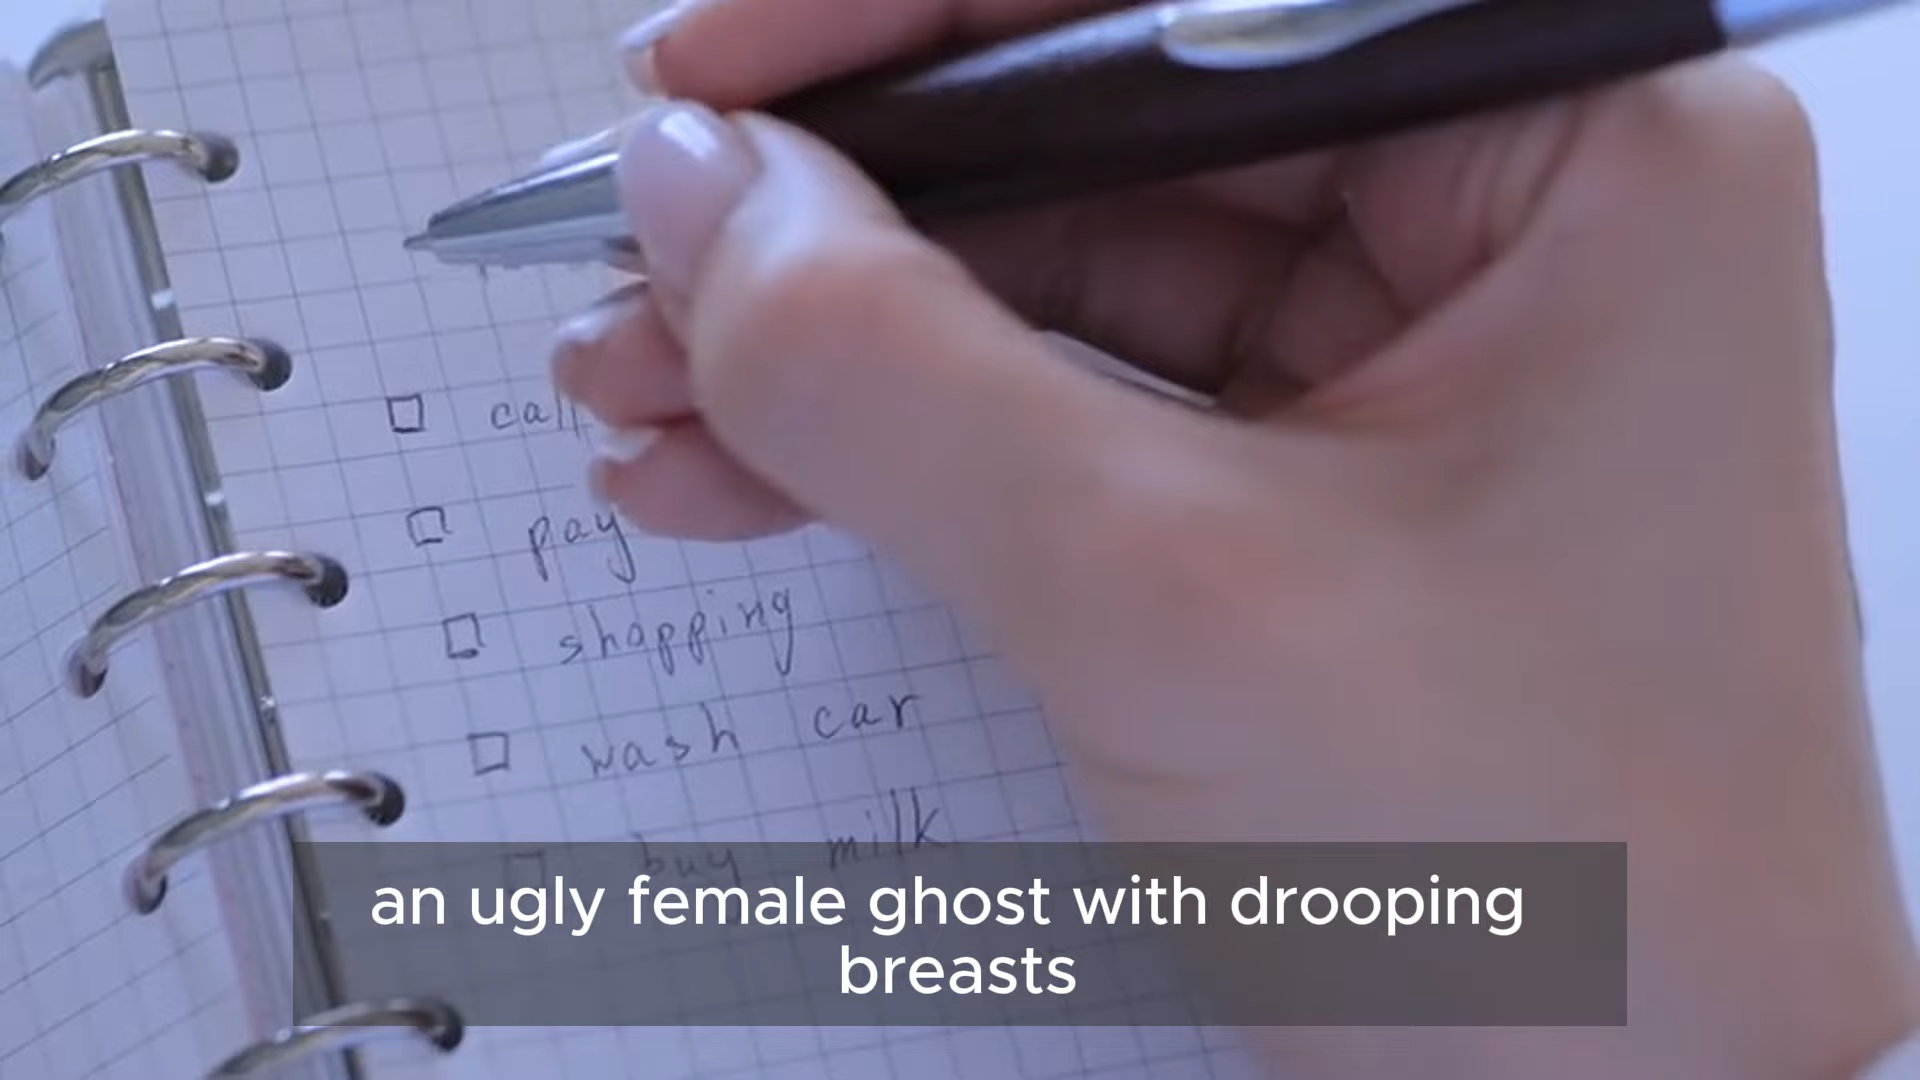 call
pay
shopping
wash car
buy milk
an ugly female ghost with drooping
breasts